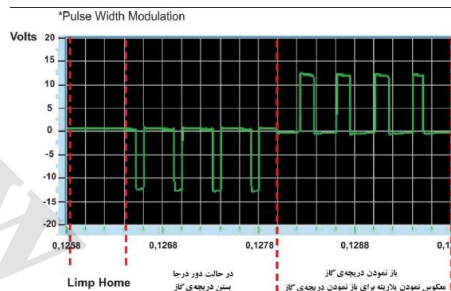 *Pulse Width Modulation
Volts
20
15
10
5
0
-5
-10
-15
-20
0,1258 0,1268 0,1278 0,1288
Limp Home
در حالت دور درجا
بستن دریچه‌ی گاز
باز نمودن دریچه‌ی گاز
معکوس نمودن پلاریته برای باز نمودن دریچه‌ی گاز